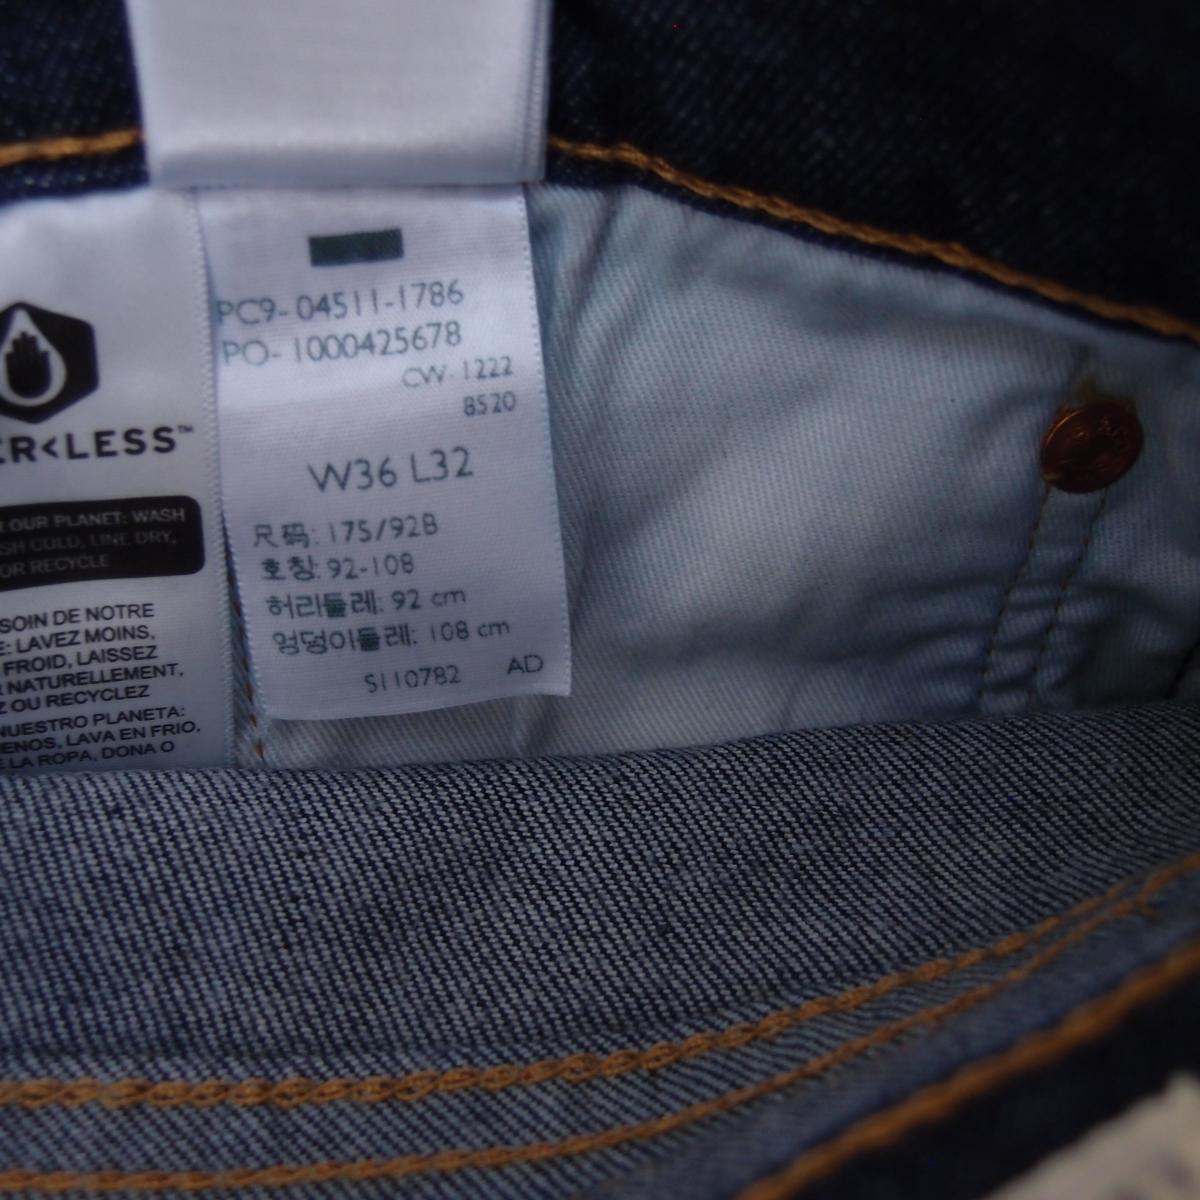 ER<LESS™
OUR PLANET: WASH
SH COLD, LINE DRY,
OR RECYCLE
SOIN DE NOTRE
E: LAVEZ MOINS,
FROID, LAISSEZ
R NATURELLEMENT,
Z OU RECYCLEZ
NUESTRO PLANETA:
ENOS, LAVA EN FRIO,
E LA ROPA, DONA O
PC9-04511-1786
PO-1000425678
CW-1222
8520
W36 L32
尺码: 175/92B
호칭: 92-108
허리둘레: 92 cm
엉덩이둘레: 108 cm
S110782 AD